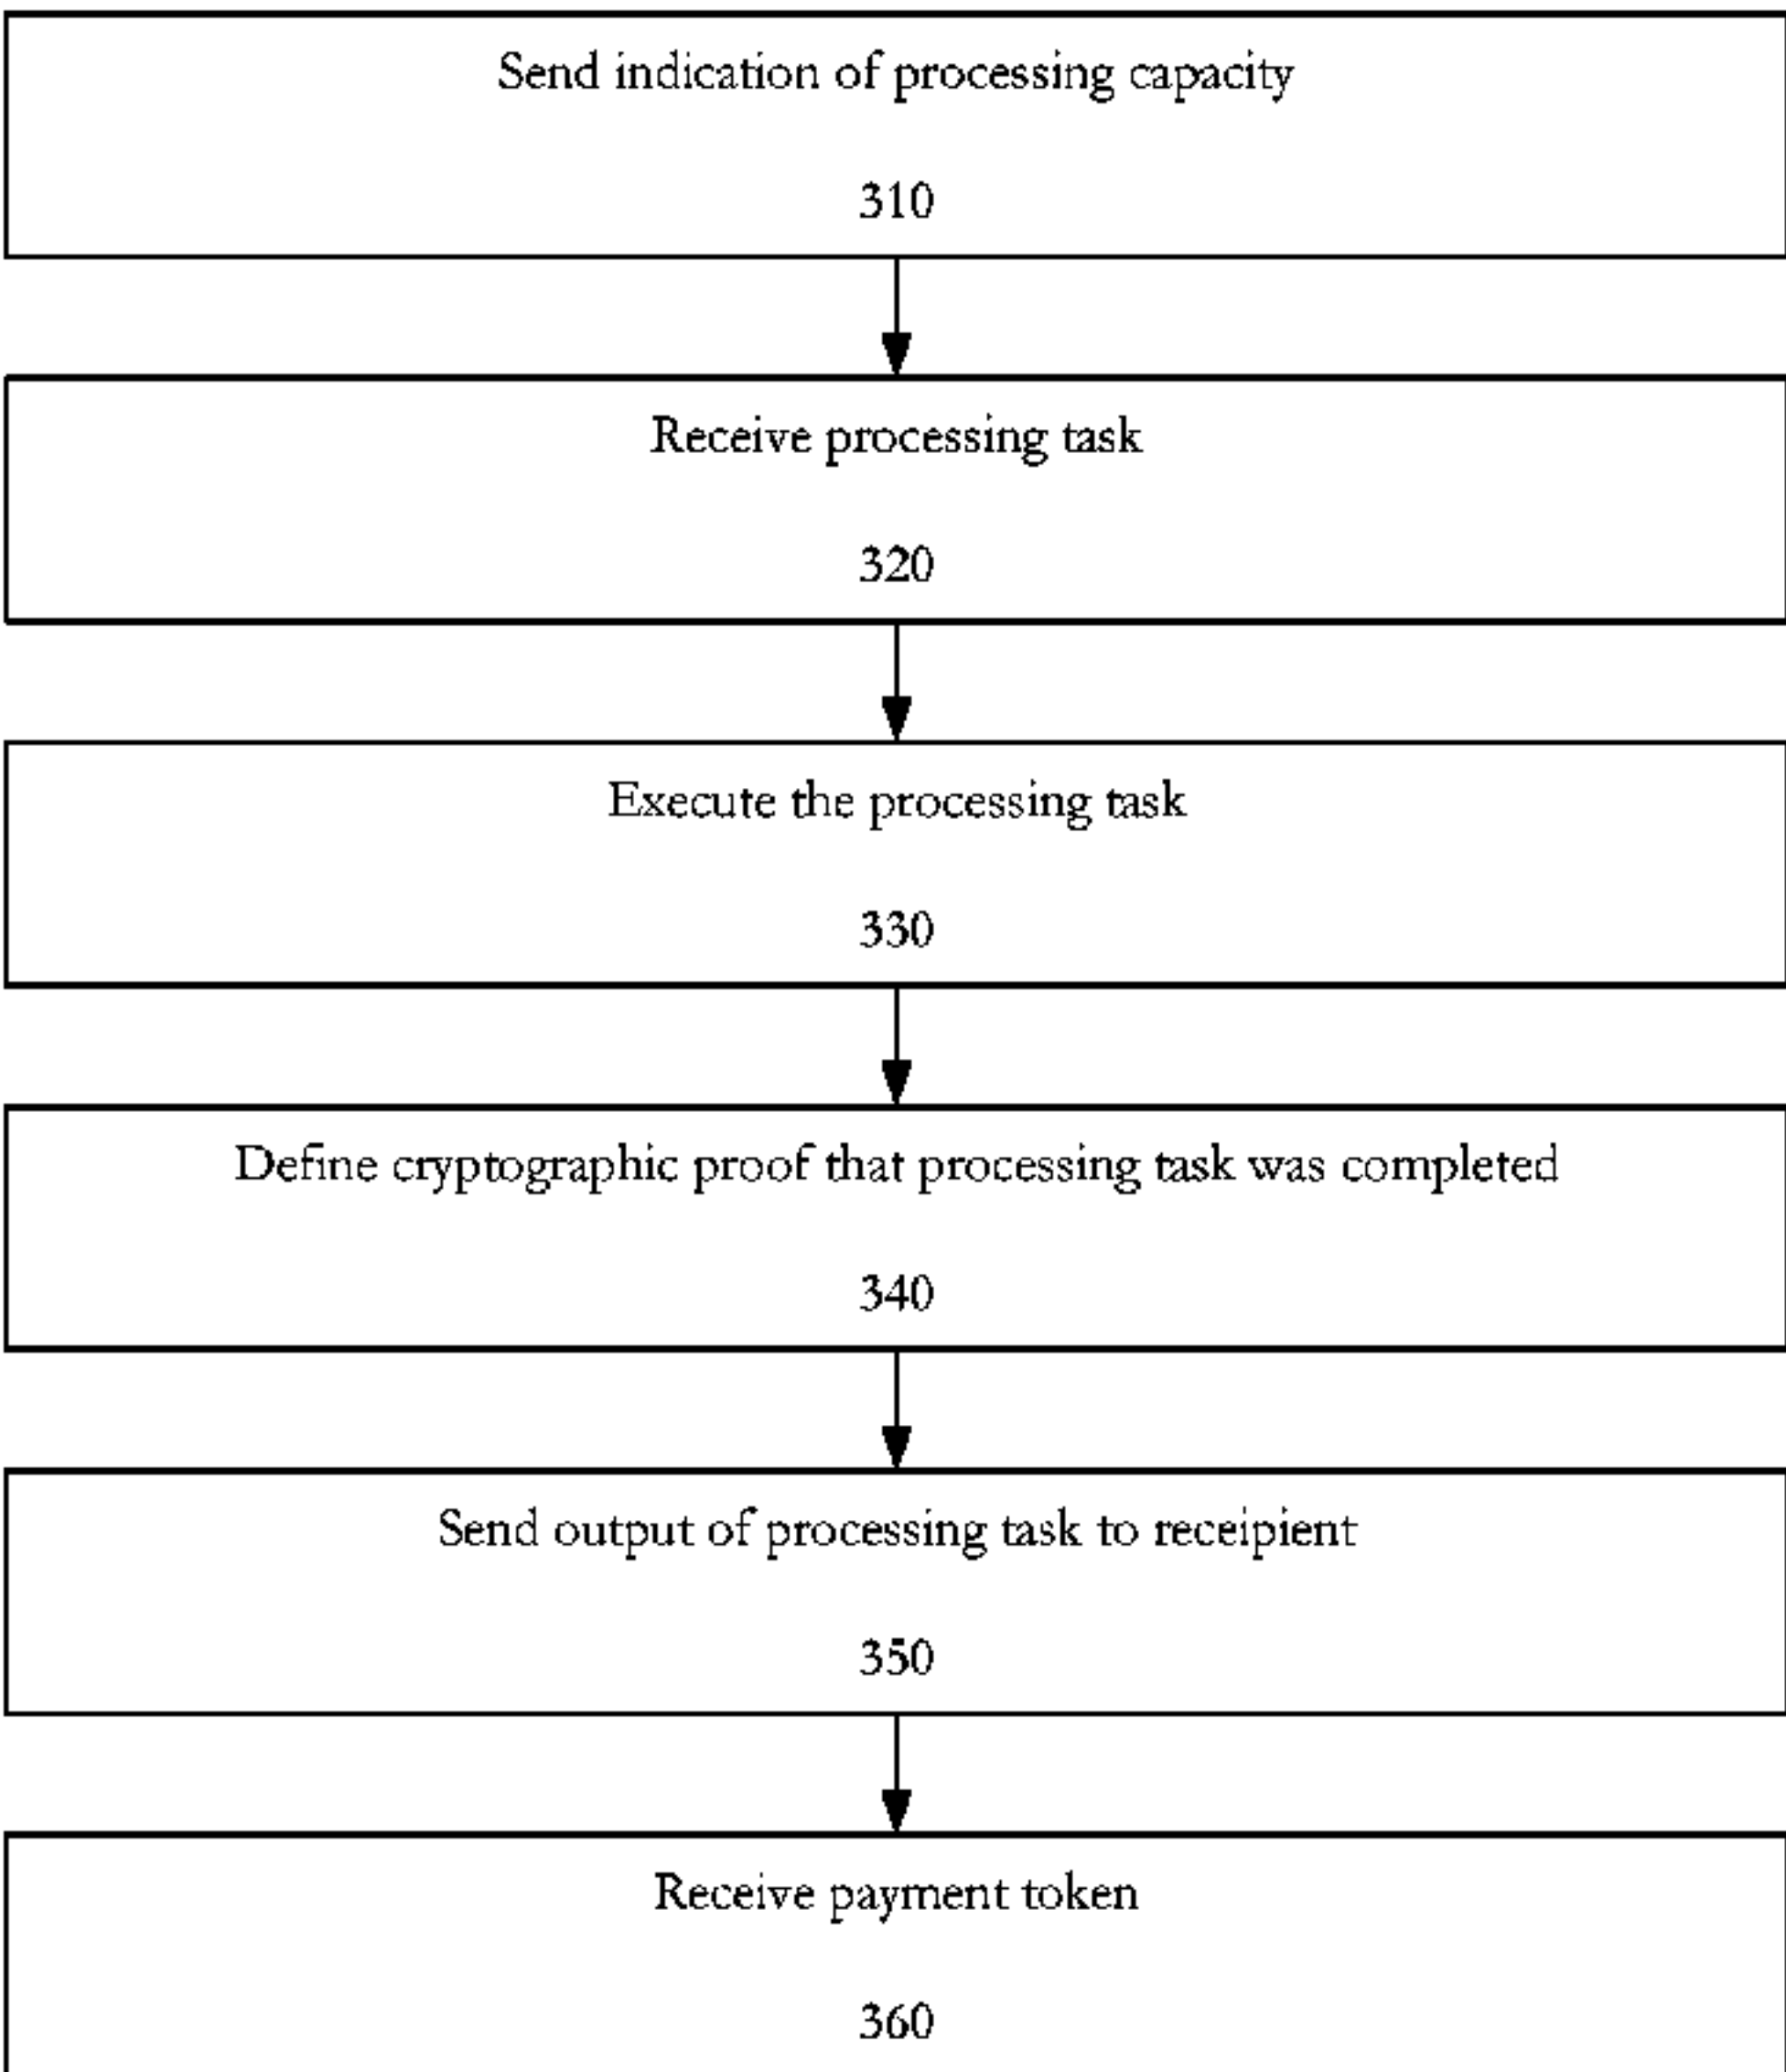 Send indication of processing capacity
310
Receive processing task
320
Execute the processing task
330
Define cryptographic proof that processing task was completed
340
Send output of processing task to receipient
350
Receive payment token
360